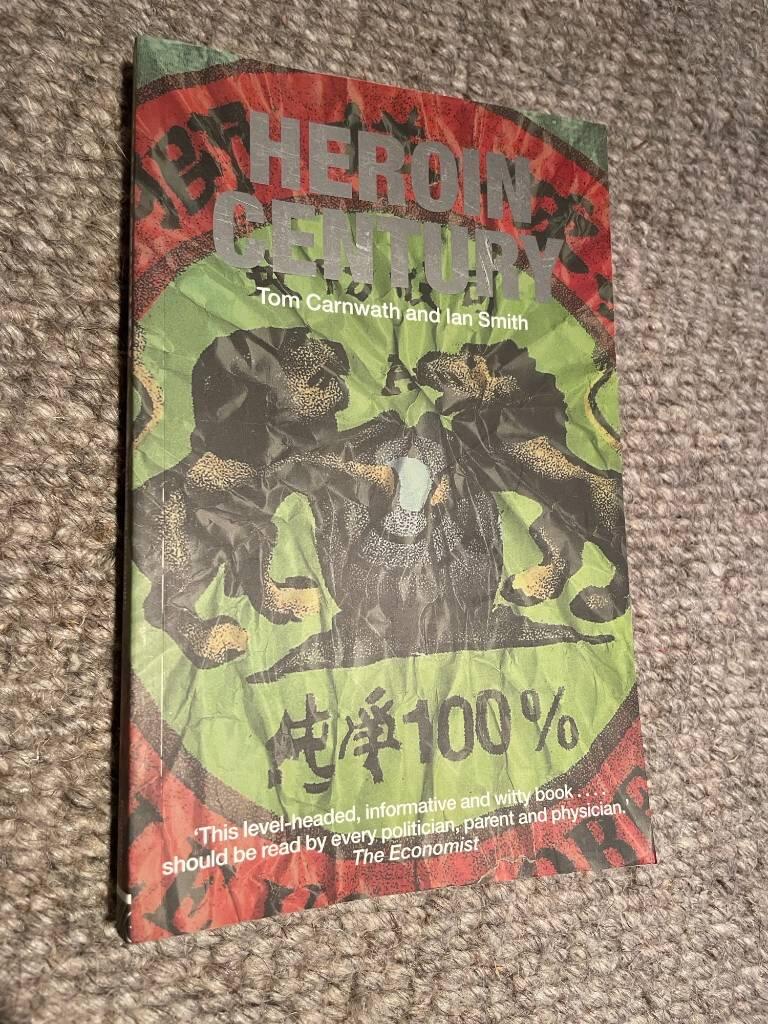 HEROIN
CENTURY
Tom Carnwath and Ian Smith
純淨100%
'This level-headed, informative and witty book . . . .
should be read by every politician, parent and physician.'
The Economist